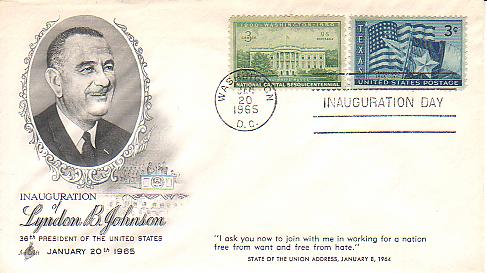 1800-WASHINGTON-1950
3 CENTS
U.S. POSTAGE
NATIONAL CAPITAL SESQUICENTENNIAL
TEXAS
3¢
UNITED STATES POSTAGE
WASHINGTON
JAN
20
1965
D.C.
INAUGURATION DAY
INAUGURATION
of
Lyndon B. Johnson
36th PRESIDENT OF THE UNITED STATES
JANUARY 20th 1965
"I ask you now to join with me in working for a nation
free from want and free from hate."
STATE OF THE UNION ADDRESS, JANUARY 8, 1964